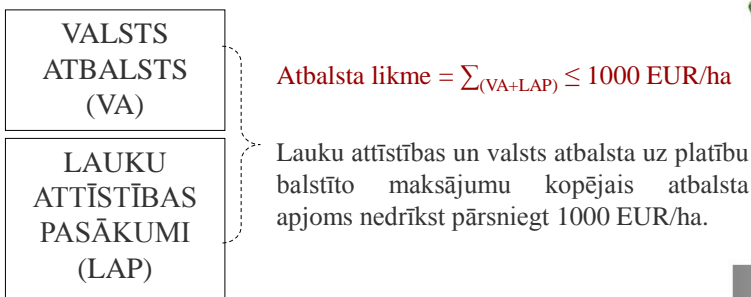 VALSTS
ATBALSTS
(VA)
Atbalsta likme = ∑(VA+LAP) ≤ 1000 EUR/ha
LAUKU
ATTĪSTĪBAS
PASĀKUMI
(LAP)
Lauku attīstības un valsts atbalsta uz platību
balstīto maksājumu kopējais atbalsta
apjoms nedrīkst pārsniegt 1000 EUR/ha.